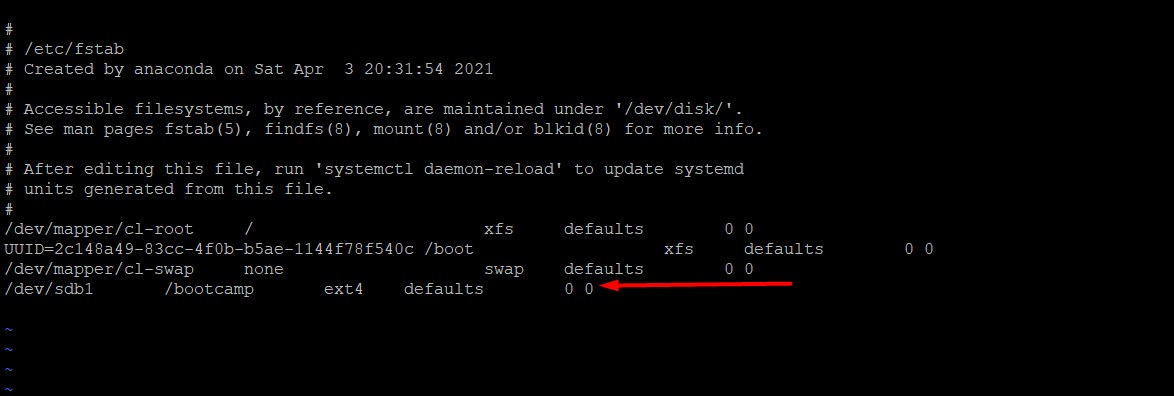 #
# /etc/fstab
# Created by anaconda on Sat Apr  3 20:31:54 2021
#
# Accessible filesystems, by reference, are maintained under '/dev/disk/'.
# See man pages fstab(5), findfs(8), mount(8) and/or blkid(8) for more info.
#
# After editing this file, run 'systemctl daemon-reload' to update systemd
# units generated from this file.
#
/dev/mapper/cl-root     /                       xfs     defaults        0 0
UUID=2c148a49-83cc-4f0b-b5ae-1144f78f540c /boot                   xfs     defaults        0 0
/dev/mapper/cl-swap     none                    swap    defaults        0 0
/dev/sdb1       /bootcamp       ext4    defaults        0 0
~
~
~
~